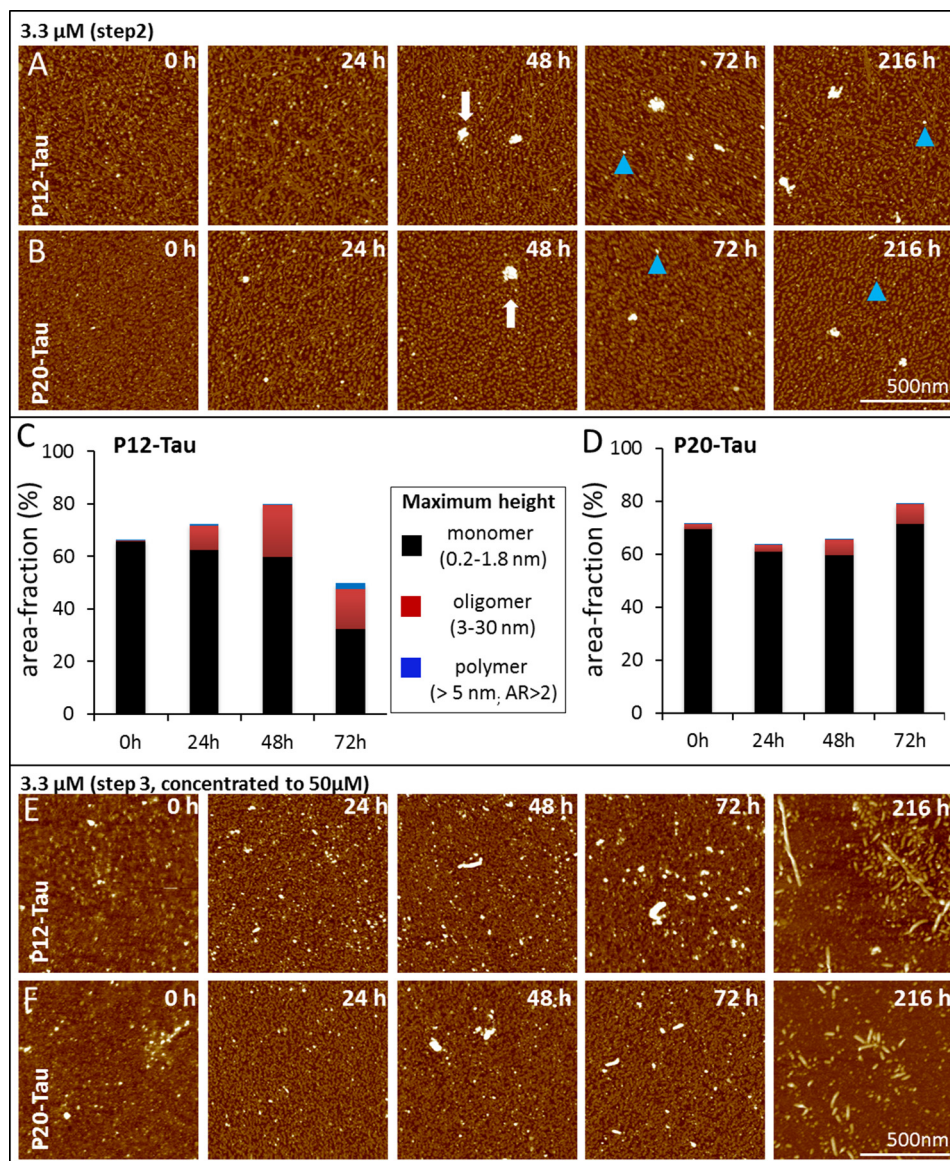 3.3 µM (step2)
A 0 h 24 h 48 h 72 h 216 h
P12-Tau
B 0 h 24 h 48 h 72 h 216 h
P20-Tau
500nm
C P12-Tau
area-fraction (%)
100
80
60
40
20
0
0h 24h 48h 72h
Maximum height
monomer
(0.2-1.8 nm)
oligomer
(3-30 nm)
polymer
(> 5 nm, AR>2)
D P20-Tau
area-fraction (%)
100
80
60
40
20
0
0h 24h 48h 72h
3.3 µM (step 3, concentrated to 50µM)
E 0 h 24 h 48 h 72 h 216 h
P12-Tau
F 0 h 24 h 48 h 72 h 216 h
P20-Tau
500nm